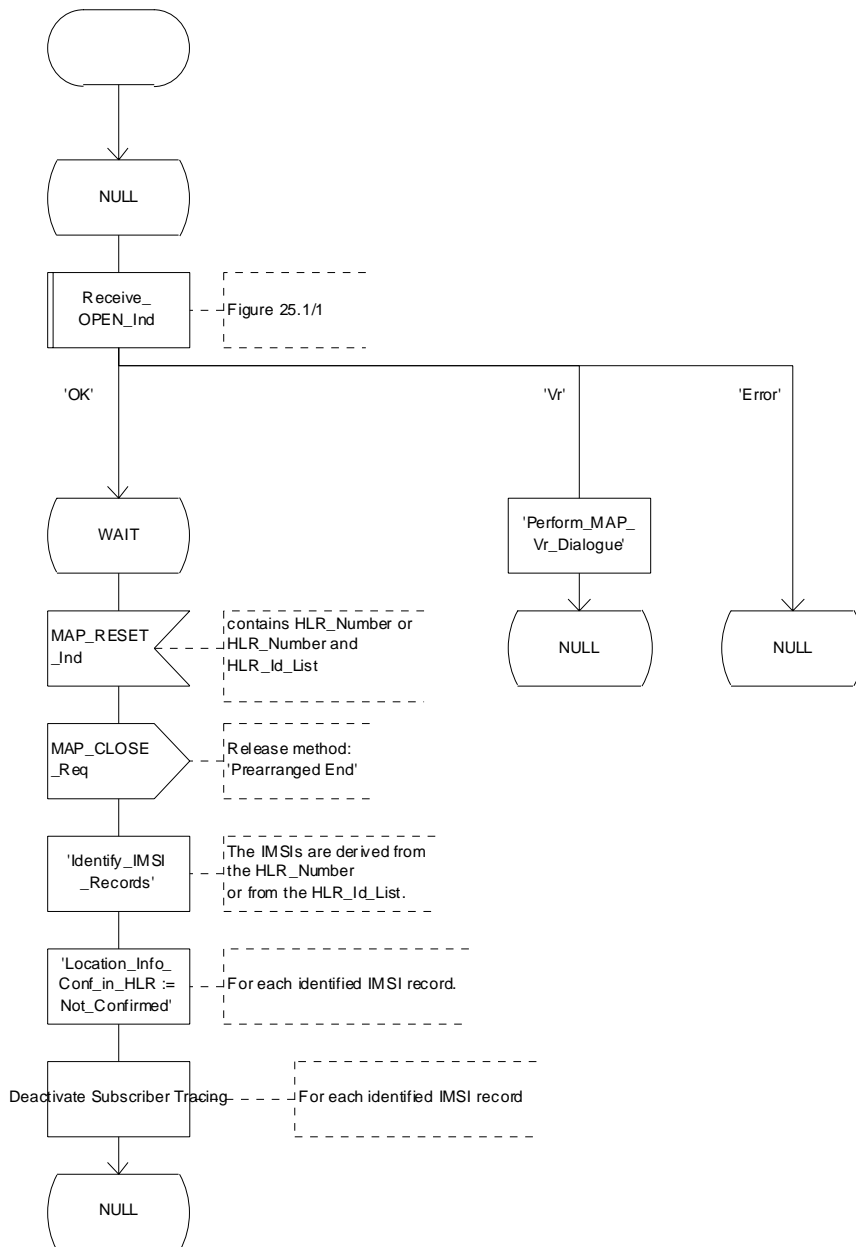 NULL
Receive_
OPEN_Ind
Figure 25.1/1
'OK'
'Vr'
'Error'
WAIT
'Perform_MAP_
Vr_Dialogue'
MAP_RESET
_Ind
contains HLR_Number or
HLR_Number and
HLR_Id_List
NULL
NULL
MAP_CLOSE
_Req
Release method:
'Prearranged End'
'Identify_IMSI
_Records'
The IMSIs are derived from
the HLR_Number
or from the HLR_Id_List.
'Location_Info_
Conf_in_HLR :=
Not_Confirmed'
For each identified IMSI record.
Deactivate Subscriber Tracing
For each identified IMSI record
NULL